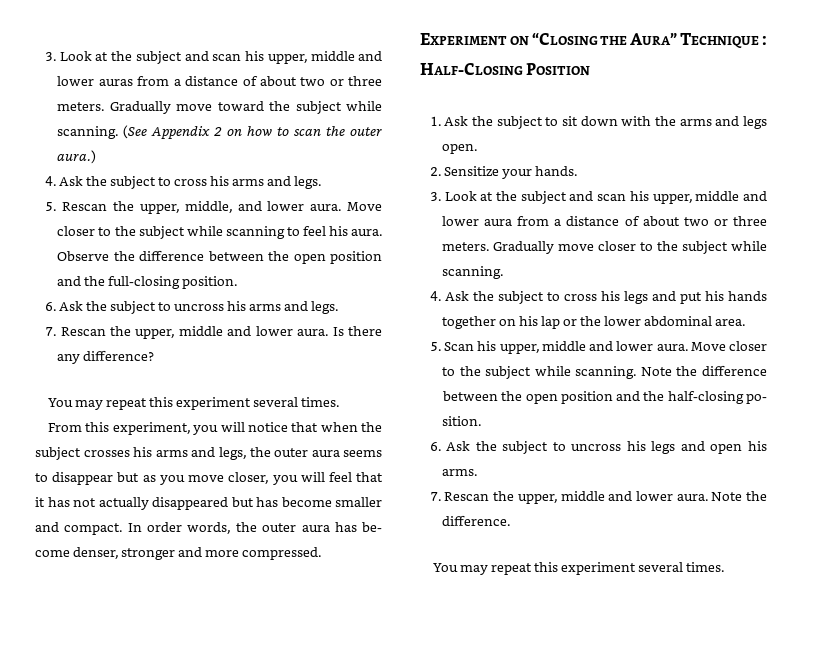 3. Look at the subject and scan his upper, middle and
lower auras from a distance of about two or three
meters. Gradually move toward the subject while
scanning. (See Appendix 2 on how to scan the outer
aura.)
4. Ask the subject to cross his arms and legs.
5. Rescan the upper, middle, and lower aura. Move
closer to the subject while scanning to feel his aura.
Observe the difference between the open position
and the full-closing position.
6. Ask the subject to uncross his arms and legs.
7. Rescan the upper, middle and lower aura. Is there
any difference?
You may repeat this experiment several times.
From this experiment, you will notice that when the
subject crosses his arms and legs, the outer aura seems
to disappear but as you move closer, you will feel that
it has not actually disappeared but has become smaller
and compact. In order words, the outer aura has be-
come denser, stronger and more compressed.
Experiment on “Closing the Aura” Technique :
Half-Closing Position
1. Ask the subject to sit down with the arms and legs
open.
2. Sensitize your hands.
3. Look at the subject and scan his upper, middle and
lower aura from a distance of about two or three
meters. Gradually move closer to the subject while
scanning.
4. Ask the subject to cross his legs and put his hands
together on his lap or the lower abdominal area.
5. Scan his upper, middle and lower aura. Move closer
to the subject while scanning. Note the difference
between the open position and the half-closing po-
sition.
6. Ask the subject to uncross his legs and open his
arms.
7. Rescan the upper, middle and lower aura. Note the
difference.
You may repeat this experiment several times.